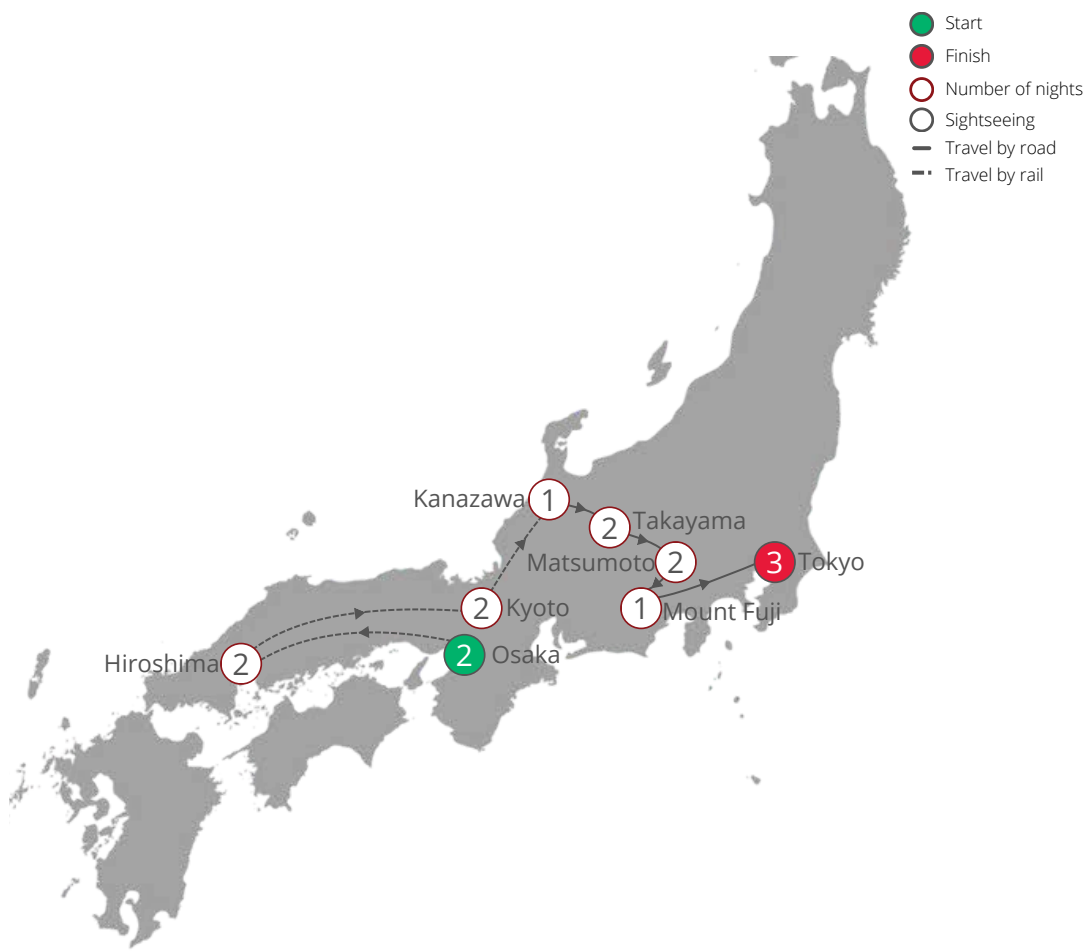 Start
Finish
Number of nights
Sightseeing
Travel by road
Travel by rail
Kanazawa 1
2 Takayama
Matsumoto 2
3 Tokyo
2 Kyoto
1 Mount Fuji
Hiroshima 2
2 Osaka